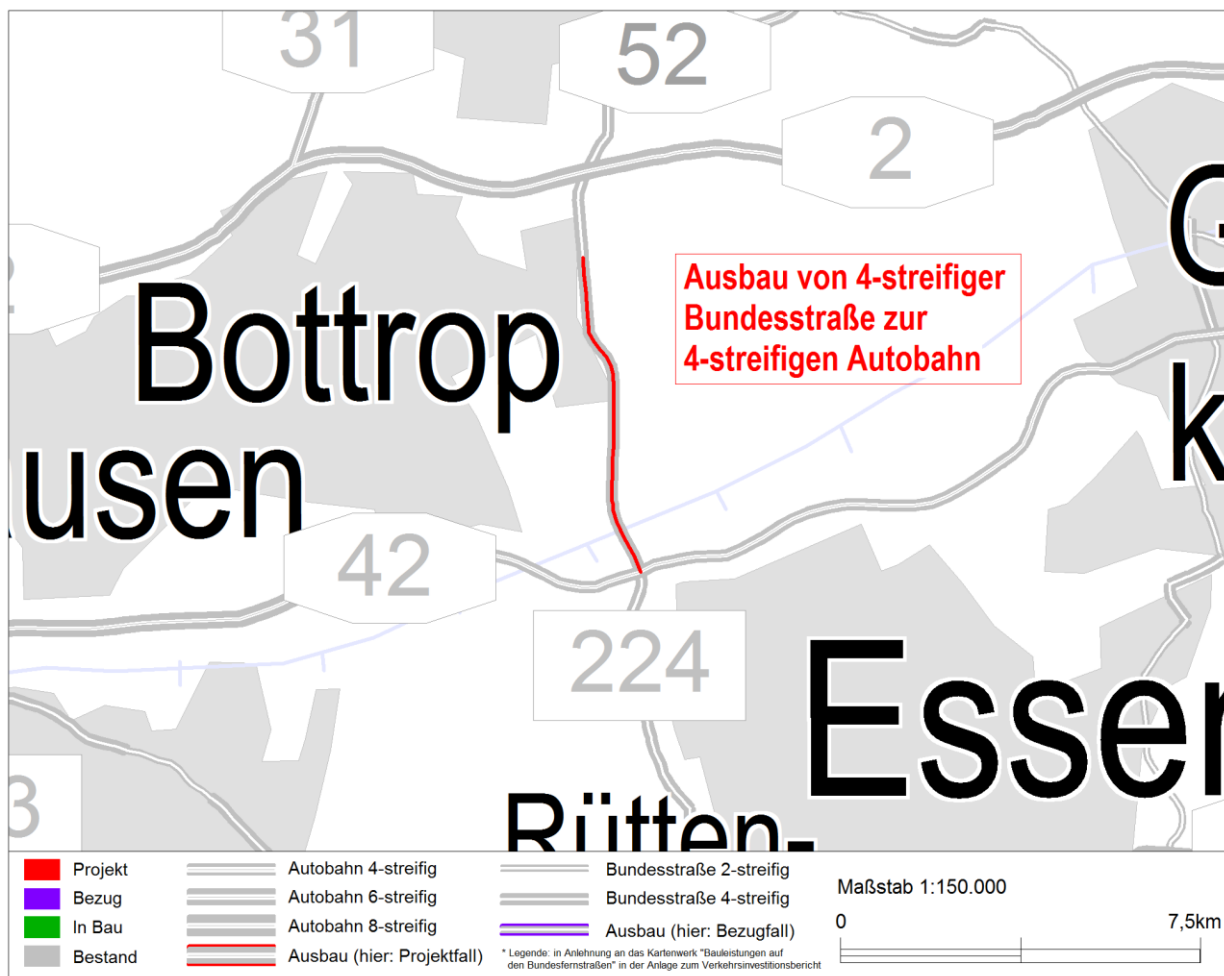 31
52
2
2
G
Ausbau von 4-streifiger
Bundesstraße zur
4-streifigen Autobahn
Bottrop
k
usen
42
224
Essen
3
Rütten-
Projekt
Bezug
In Bau
Bestand
Autobahn 4-streifig
Autobahn 6-streifig
Autobahn 8-streifig
Ausbau (hier: Projektfall)
Bundesstraße 2-streifig
Bundesstraße 4-streifig
Ausbau (hier: Bezugfall)
* Legende: in Anlehnung an das Kartenwerk "Bauleistungen auf
den Bundesfernstraßen" in der Anlage zum Verkehrsinvestitionsbericht
Maßstab 1:150.000
0 7,5km